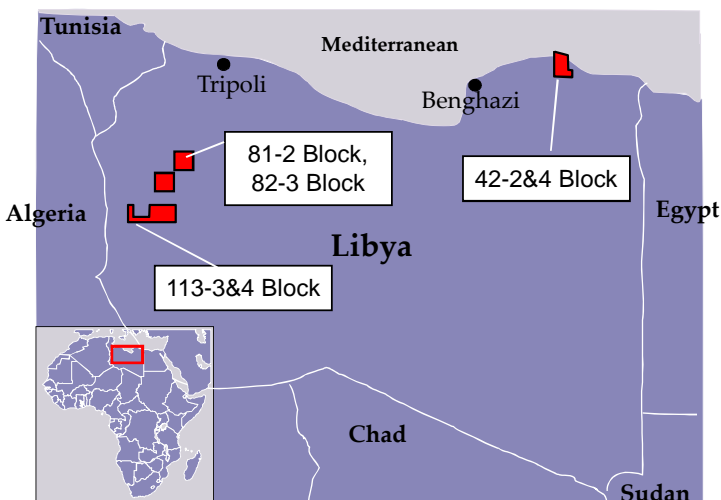 Tunisia
Mediterranean
Tripoli
Benghazi
81-2 Block,
82-3 Block
42-2&4 Block
Algeria
Egypt
Libya
113-3&4 Block
Chad
Sudan